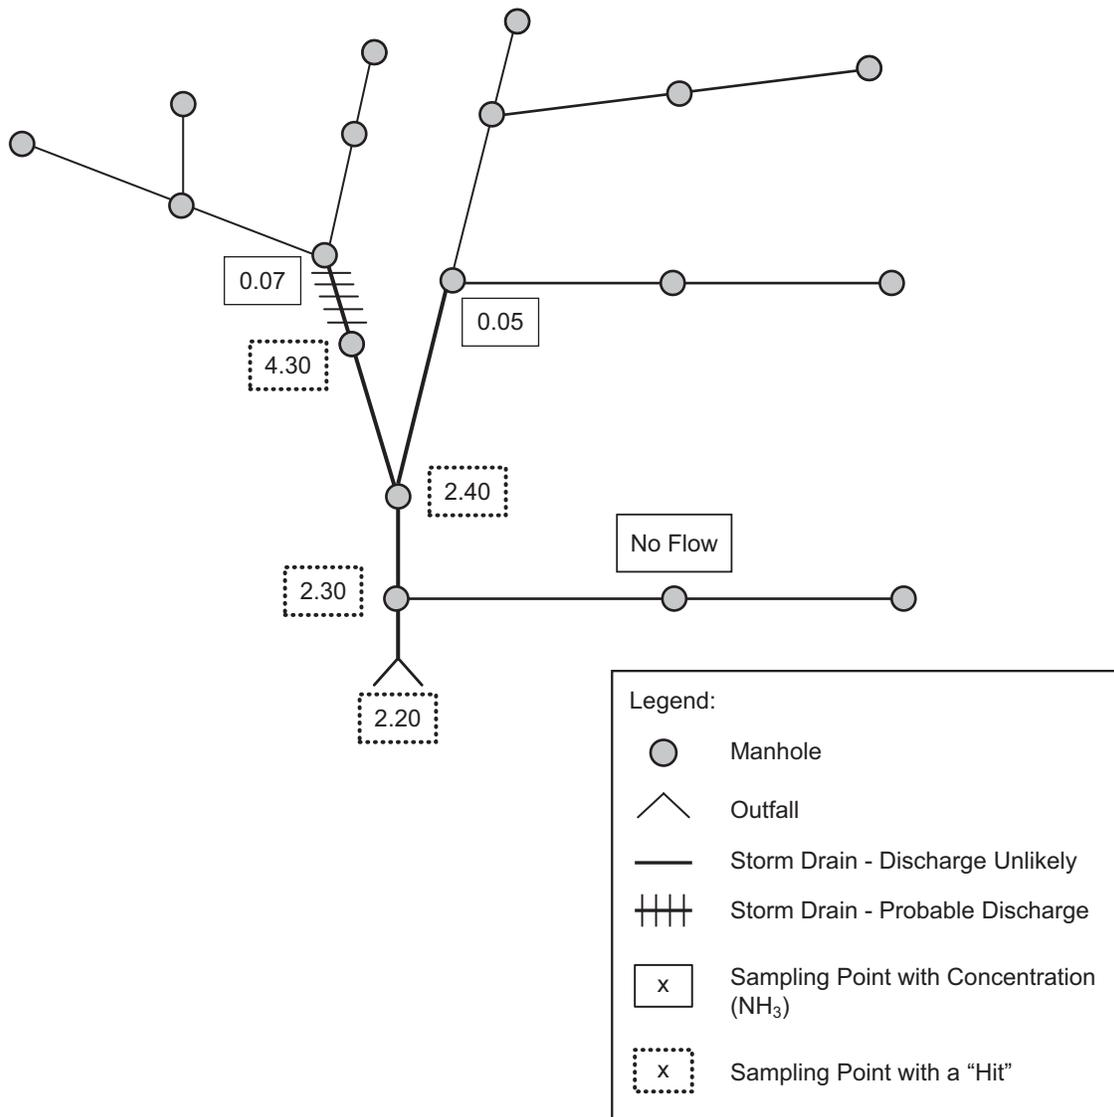 0.07
0.05
4.30
2.40
No Flow
2.30
2.20
Legend:
Manhole
Outfall
Storm Drain - Discharge Unlikely
Storm Drain - Probable Discharge
x
Sampling Point with Concentration
(NH₃)
x
Sampling Point with a “Hit”